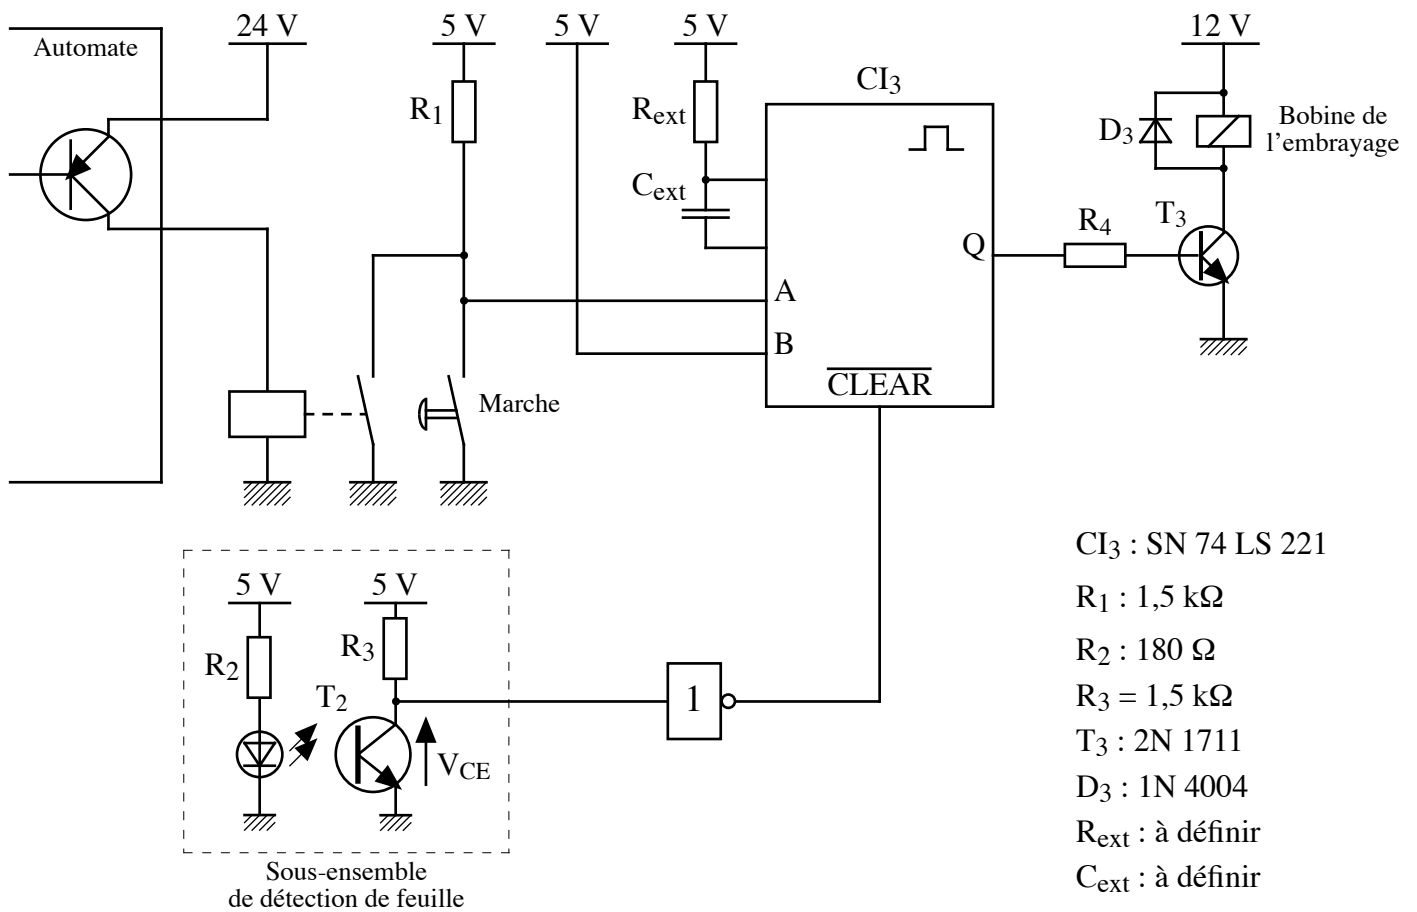 24 V
5 V
5 V
5 V
12 V
Automate
CI3
R1
Rext
D3
Bobine de
l’embrayage
Cext
T3
R4
Q
A
B
CLEAR
Marche
CI3 : SN 74 LS 221
R1 : 1,5 kΩ
R2 : 180 Ω
R3 = 1,5 kΩ
T3 : 2N 1711
D3 : 1N 4004
Rext : à définir
Cext : à définir
5 V
5 V
R2
R3
T2
VCE
1
Sous-ensemble
de détection de feuille